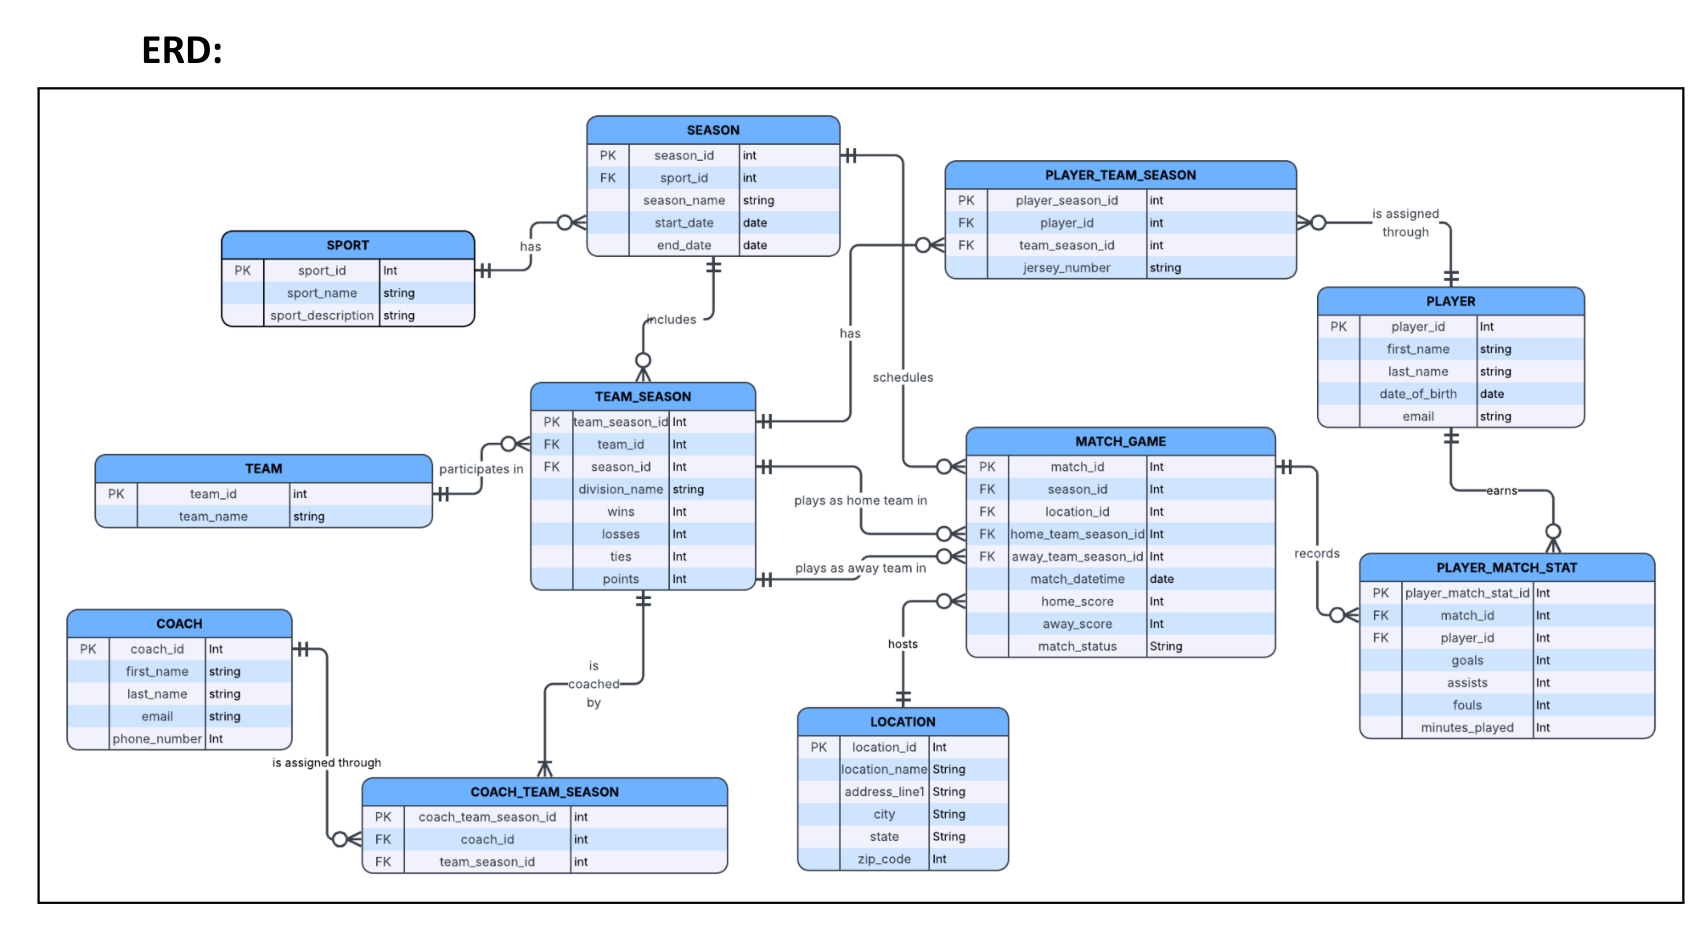 ERD:
SEASON
PK season_id int
FK sport_id int
season_name string
start_date date
end_date date
PLAYER_TEAM_SEASON
PK player_season_id int
FK player_id int
FK team_season_id int
jersey_number string
is assigned
through
SPORT
PK sport_id Int
sport_name string
sport_description string
has
includes
has
schedules
PLAYER
PK player_id Int
first_name string
last_name string
date_of_birth date
email string
TEAM_SEASON
PK team_season_id Int
FK team_id Int
FK season_id Int
division_name string
wins Int
losses Int
ties Int
points Int
TEAM
PK team_id int
team_name string
participates in
plays as home team in
plays as away team in
MATCH_GAME
PK match_id Int
FK season_id Int
FK location_id Int
FK home_team_season_id Int
FK away_team_season_id Int
match_datetime date
home_score Int
away_score Int
match_status String
earns
records
PLAYER_MATCH_STAT
PK player_match_stat_id Int
FK match_id Int
FK player_id Int
goals Int
assists Int
fouls Int
minutes_played Int
COACH
PK coach_id Int
first_name string
last_name string
email string
phone_number Int
is
coached
by
hosts
is assigned through
LOCATION
PK location_id Int
location_name String
address_line1 String
city String
state String
zip_code Int
COACH_TEAM_SEASON
PK coach_team_season_id int
FK coach_id int
FK team_season_id int